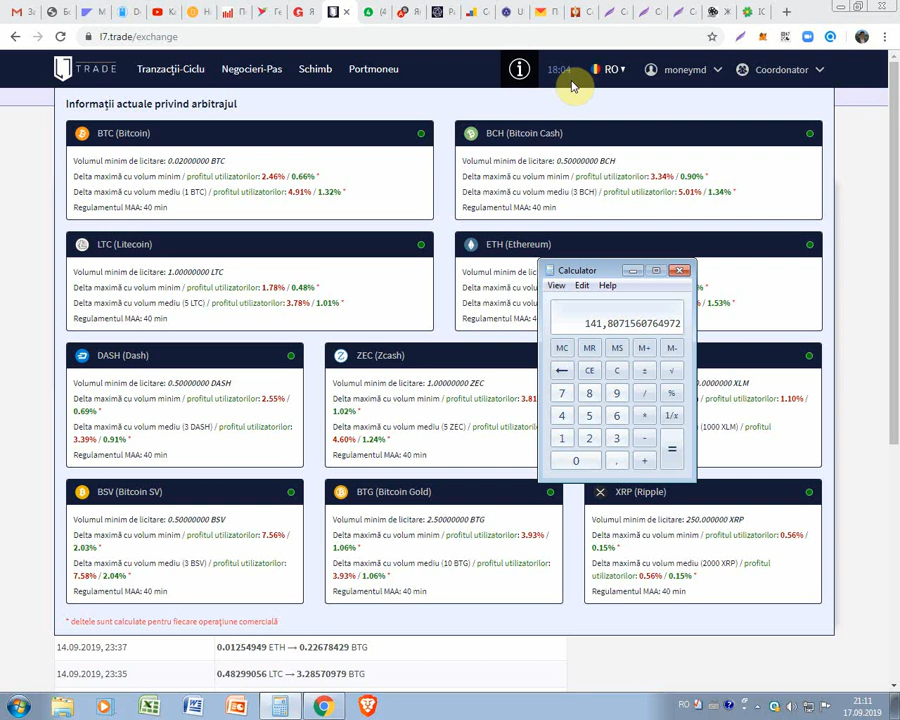 l7.trade/exchange
TRADE Tranzacții-Ciclu Negocieri-Pas Schimb Portmoneu 18:04 RO moneymd Coordonator
Informații actuale privind arbitrajul
BTC (Bitcoin)
Volumul minim de licitare: 0.02000000 BTC
Delta maximă cu volum minim / profitul utilizatorilor: 2.46% / 0.66% *
Delta maximă cu volum mediu (1 BTC) / profitul utilizatorilor: 4.91% / 1.32% *
Regulamentul MAA: 40 min
BCH (Bitcoin Cash)
Volumul minim de licitare: 0.50000000 BCH
Delta maximă cu volum minim / profitul utilizatorilor: 3.34% / 0.90% *
Delta maximă cu volum mediu (3 BCH) / profitul utilizatorilor: 5.01% / 1.34% *
Regulamentul MAA: 40 min
LTC (Litecoin)
Volumul minim de licitare: 1.00000000 LTC
Delta maximă cu volum minim / profitul utilizatorilor: 1.78% / 0.48% *
Delta maximă cu volum mediu (5 LTC) / profitul utilizatorilor: 3.78% / 1.01% *
Regulamentul MAA: 40 min
ETH (Ethereum)
Volumul minim de licitare:
Delta maximă cu
Delta maximă cu / 1.53% *
Regulamentul M
DASH (Dash)
Volumul minim de licitare: 0.50000000 DASH
Delta maximă cu volum minim / profitul utilizatorilor: 2.55% /
0.69% *
Delta maximă cu volum mediu (3 DASH) / profitul utilizatorilor:
3.39% / 0.91% *
Regulamentul MAA: 40 min
ZEC (Zcash)
Volumul minim de licitare: 1.00000000 ZEC
Delta maximă cu volum minim / profitul utilizatorilor: 3.81
1.02% *
Delta maximă cu volum mediu (5 ZEC) / profitul utilizatorilor:
4.60% / 1.24% *
Regulamentul MAA: 40 min
0.000000 XLM
1.10% /
(1000 XLM) / profitul
BSV (Bitcoin SV)
Volumul minim de licitare: 0.50000000 BSV
Delta maximă cu volum minim / profitul utilizatorilor: 7.56% /
2.03% *
Delta maximă cu volum mediu (3 BSV) / profitul utilizatorilor:
7.58% / 2.04% *
Regulamentul MAA: 40 min
BTG (Bitcoin Gold)
Volumul minim de licitare: 2.50000000 BTG
Delta maximă cu volum minim / profitul utilizatorilor: 3.93% /
1.06% *
Delta maximă cu volum mediu (10 BTG) / profitul utilizatorilor:
3.93% / 1.06% *
Regulamentul MAA: 40 min
XRP (Ripple)
Volumul minim de licitare: 250.000000 XRP
Delta maximă cu volum minim / profitul utilizatorilor: 0.56% /
0.15% *
Delta maximă cu volum mediu (2000 XRP) / profitul
utilizatorilor: 0.56% / 0.15% *
Regulamentul MAA: 40 min
* deltele sunt calculate pentru fiecare operațiune comercială
14.09.2019, 23:37 0.01254949 ETH → 0.22678429 BTG
14.09.2019, 23:35 0.48299056 LTC → 3.28570979 BTG
Calculator
View Edit Help
141,8071560764972
MC MR MS M+ M-
← CE C ± √
7 8 9 / %
4 5 6 * 1/x
1 2 3 - =
0 , +
RO 21:11
17.09.2019